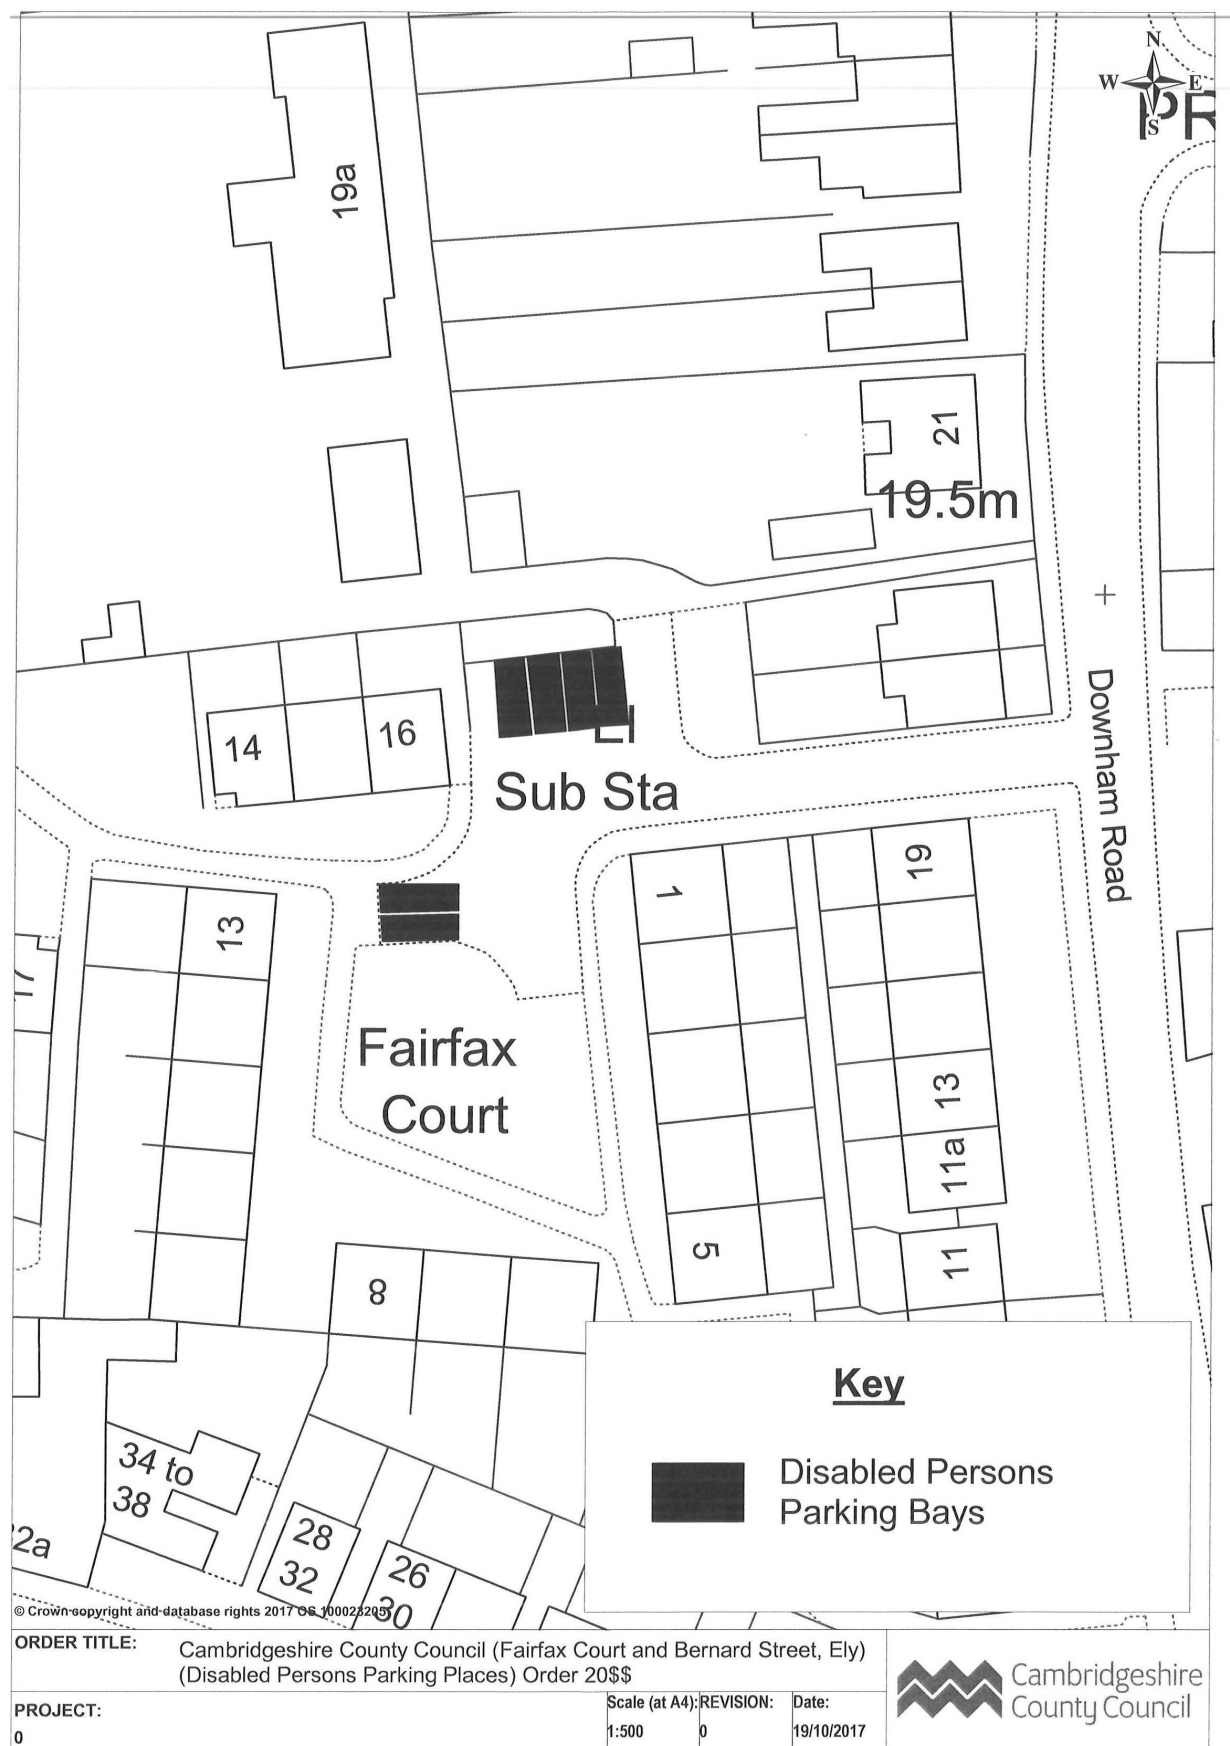 N
W E
S
PR
19a
21
19.5m
14
16
El
Sub Sta
Downham Road
1
19
13
17
Fairfax
Court
13
11a
5
11
8
Key
Disabled Persons
Parking Bays
34 to
38
2a
28
32
26
30
© Crown copyright and database rights 2017 OS 100023205
ORDER TITLE:
Cambridgeshire County Council (Fairfax Court and Bernard Street, Ely)
(Disabled Persons Parking Places) Order 20$$
Cambridgeshire
County Council
PROJECT:
0
Scale (at A4):
1:500
REVISION:
0
Date:
19/10/2017